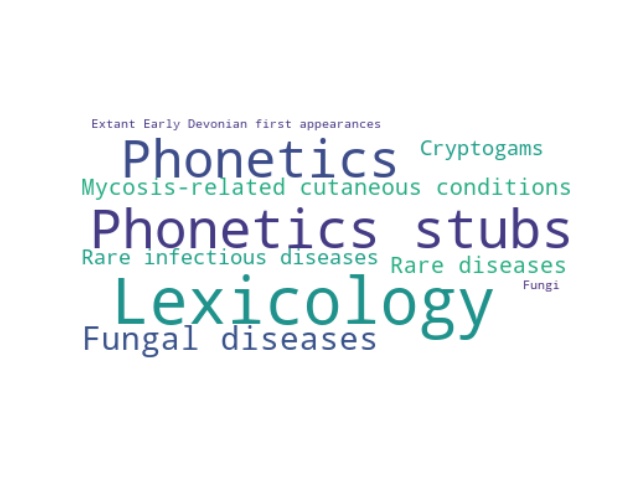 Extant Early Devonian first appearances
Phonetics
Cryptogams
Mycosis-related cutaneous conditions
Phonetics stubs
Rare infectious diseases
Rare diseases
Fungi
Lexicology
Fungal diseases